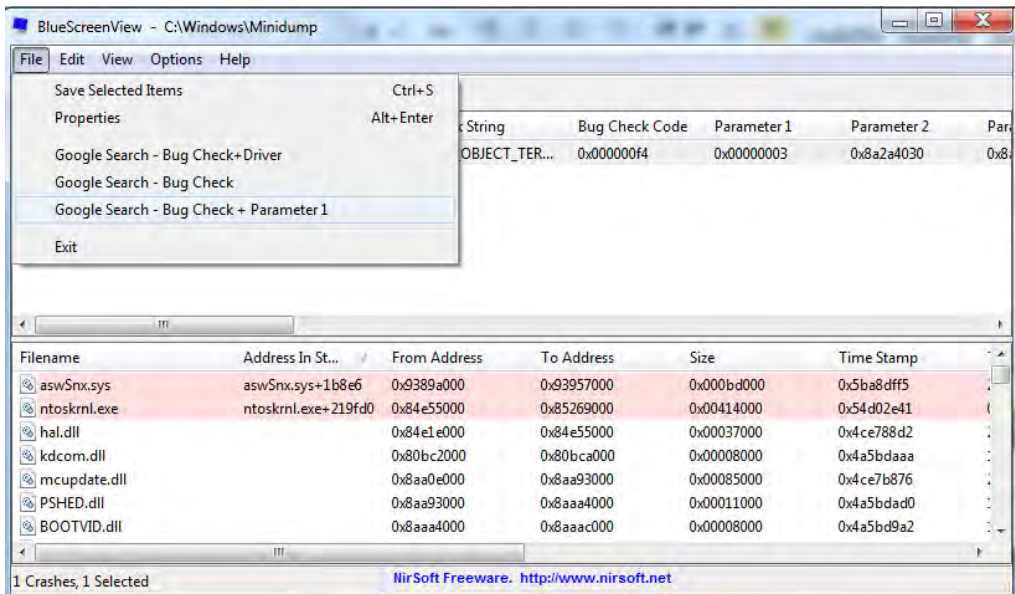 BlueScreenView - C:\Windows\Minidump
File Edit View Options Help
Save Selected Items Ctrl+S
Properties Alt+Enter
Google Search - Bug Check+Driver
Google Search - Bug Check
Google Search - Bug Check + Parameter 1
Exit
String Bug Check Code Parameter 1 Parameter 2
OBJECT_TER... 0x000000f4 0x00000003 0x8a2a4030
Filename Address In St... From Address To Address Size Time Stamp
aswSnx.sys aswSnx.sys+1b8e6 0x9389a000 0x93957000 0x000bd000 0x5ba8dff5
ntoskrnl.exe ntoskrnl.exe+219fd0 0x84e55000 0x85269000 0x00414000 0x54d02e41
hal.dll 0x84e1e000 0x84e55000 0x00037000 0x4ce788d2
kdcom.dll 0x80bc2000 0x80bca000 0x00008000 0x4a5bdaaa
mcupdate.dll 0x8aa0e000 0x8aa93000 0x00085000 0x4ce7b876
PSHED.dll 0x8aa93000 0x8aaa4000 0x00011000 0x4a5bdad0
BOOTVID.dll 0x8aaa4000 0x8aaac000 0x00008000 0x4a5bd9a2
1 Crashes, 1 Selected NirSoft Freeware. http://www.nirsoft.net